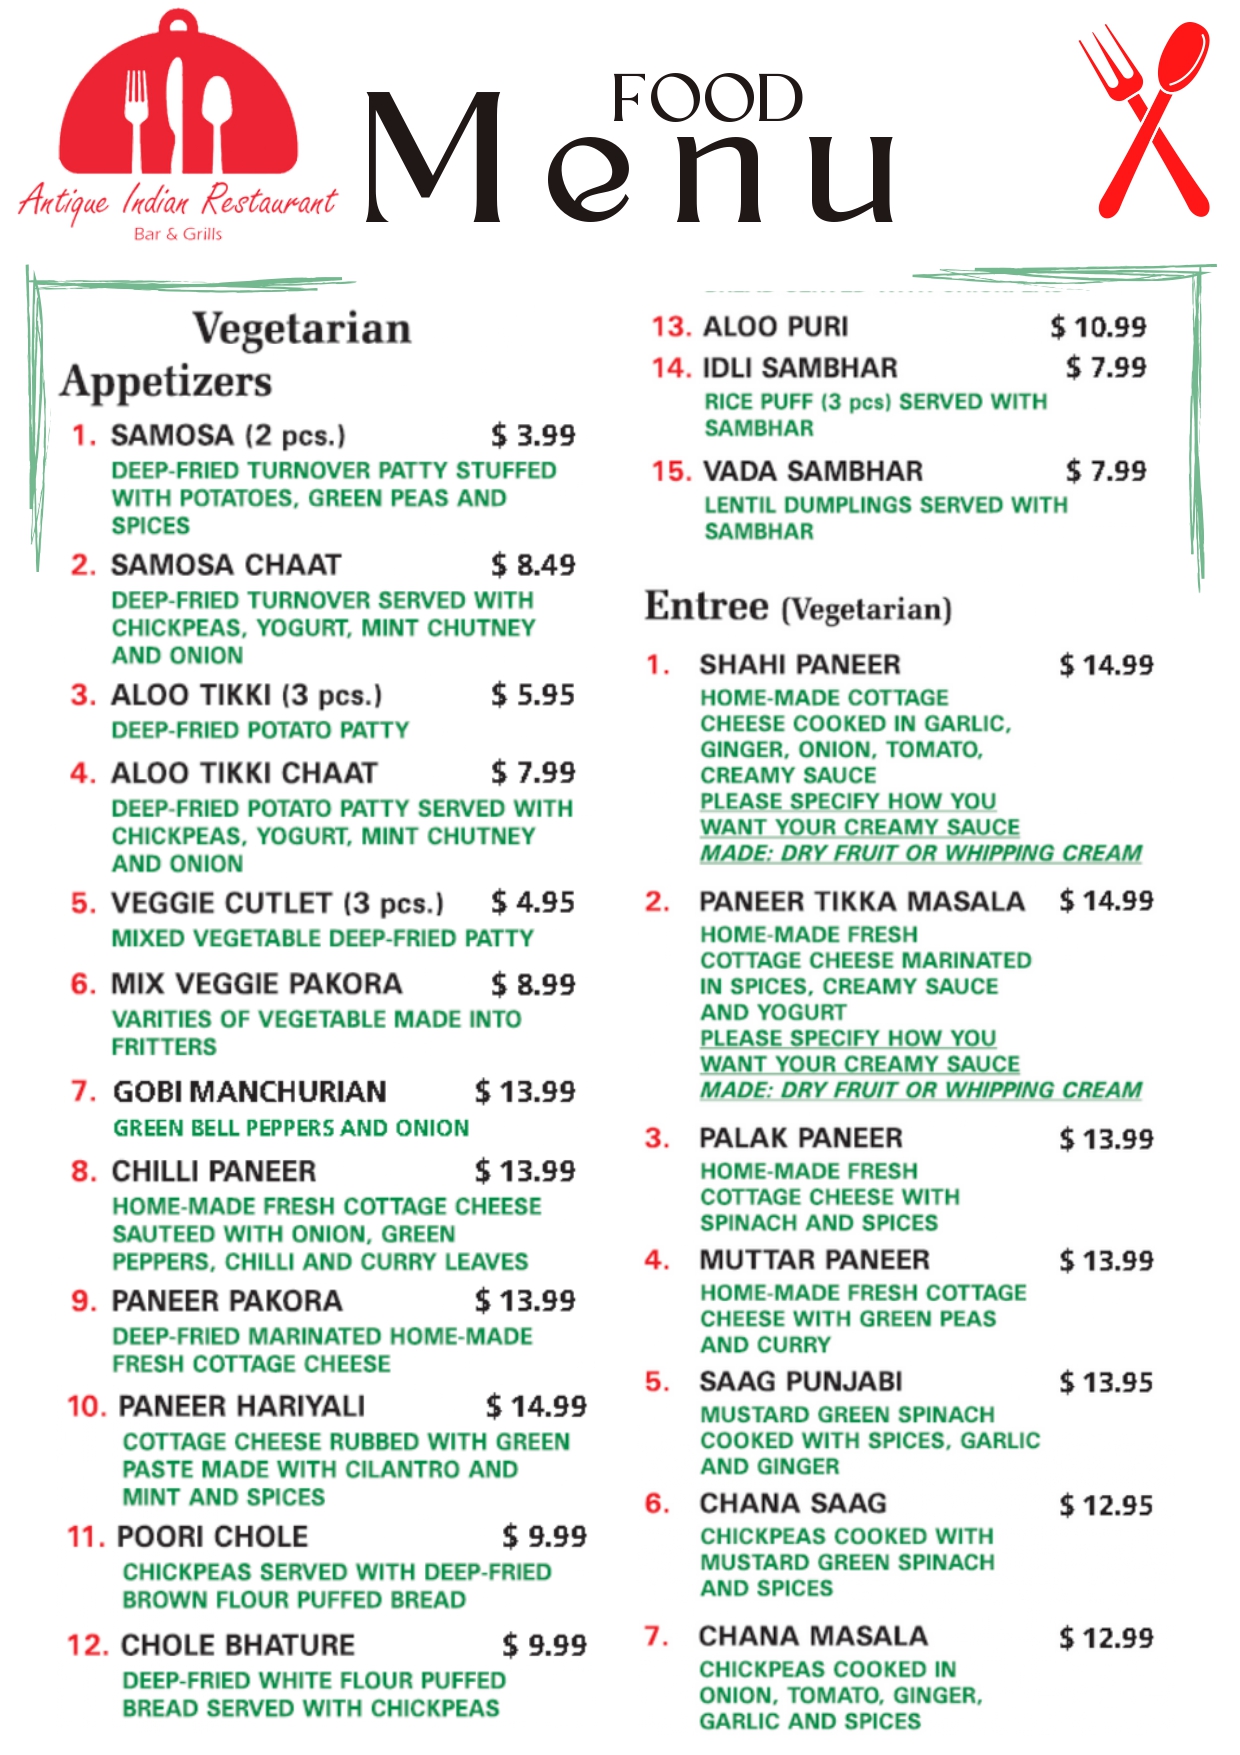 Antique Indian Restaurant
Bar & Grills
FOOD
Menu
Vegetarian
Appetizers
1. SAMOSA (2 pcs.) $ 3.99
DEEP-FRIED TURNOVER PATTY STUFFED
WITH POTATOES, GREEN PEAS AND
SPICES
2. SAMOSA CHAAT $ 8.49
DEEP-FRIED TURNOVER SERVED WITH
CHICKPEAS, YOGURT, MINT CHUTNEY
AND ONION
3. ALOO TIKKI (3 pcs.) $ 5.95
DEEP-FRIED POTATO PATTY
4. ALOO TIKKI CHAAT $ 7.99
DEEP-FRIED POTATO PATTY SERVED WITH
CHICKPEAS, YOGURT, MINT CHUTNEY
AND ONION
5. VEGGIE CUTLET (3 pcs.) $ 4.95
MIXED VEGETABLE DEEP-FRIED PATTY
6. MIX VEGGIE PAKORA $ 8.99
VARITIES OF VEGETABLE MADE INTO
FRITTERS
7. GOBI MANCHURIAN $ 13.99
GREEN BELL PEPPERS AND ONION
8. CHILLI PANEER $ 13.99
HOME-MADE FRESH COTTAGE CHEESE
SAUTEED WITH ONION, GREEN
PEPPERS, CHILLI AND CURRY LEAVES
9. PANEER PAKORA $ 13.99
DEEP-FRIED MARINATED HOME-MADE
FRESH COTTAGE CHEESE
10. PANEER HARIYALI $ 14.99
COTTAGE CHEESE RUBBED WITH GREEN
PASTE MADE WITH CILANTRO AND
MINT AND SPICES
11. POORI CHOLE $ 9.99
CHICKPEAS SERVED WITH DEEP-FRIED
BROWN FLOUR PUFFED BREAD
12. CHOLE BHATURE $ 9.99
DEEP-FRIED WHITE FLOUR PUFFED
BREAD SERVED WITH CHICKPEAS
13. ALOO PURI $ 10.99
14. IDLI SAMBHAR $ 7.99
RICE PUFF (3 pcs) SERVED WITH
SAMBHAR
15. VADA SAMBHAR $ 7.99
LENTIL DUMPLINGS SERVED WITH
SAMBHAR
Entree (Vegetarian)
1. SHAHI PANEER $ 14.99
HOME-MADE COTTAGE
CHEESE COOKED IN GARLIC,
GINGER, ONION, TOMATO,
CREAMY SAUCE
PLEASE SPECIFY HOW YOU
WANT YOUR CREAMY SAUCE
MADE: DRY FRUIT OR WHIPPING CREAM
2. PANEER TIKKA MASALA $ 14.99
HOME-MADE FRESH
COTTAGE CHEESE MARINATED
IN SPICES, CREAMY SAUCE
AND YOGURT
PLEASE SPECIFY HOW YOU
WANT YOUR CREAMY SAUCE
MADE: DRY FRUIT OR WHIPPING CREAM
3. PALAK PANEER $ 13.99
HOME-MADE FRESH
COTTAGE CHEESE WITH
SPINACH AND SPICES
4. MUTTAR PANEER $ 13.99
HOME-MADE FRESH COTTAGE
CHEESE WITH GREEN PEAS
AND CURRY
5. SAAG PUNJABI $ 13.95
MUSTARD GREEN SPINACH
COOKED WITH SPICES, GARLIC
AND GINGER
6. CHANA SAAG $ 12.95
CHICKPEAS COOKED WITH
MUSTARD GREEN SPINACH
AND SPICES
7. CHANA MASALA $ 12.99
CHICKPEAS COOKED IN
ONION, TOMATO, GINGER,
GARLIC AND SPICES